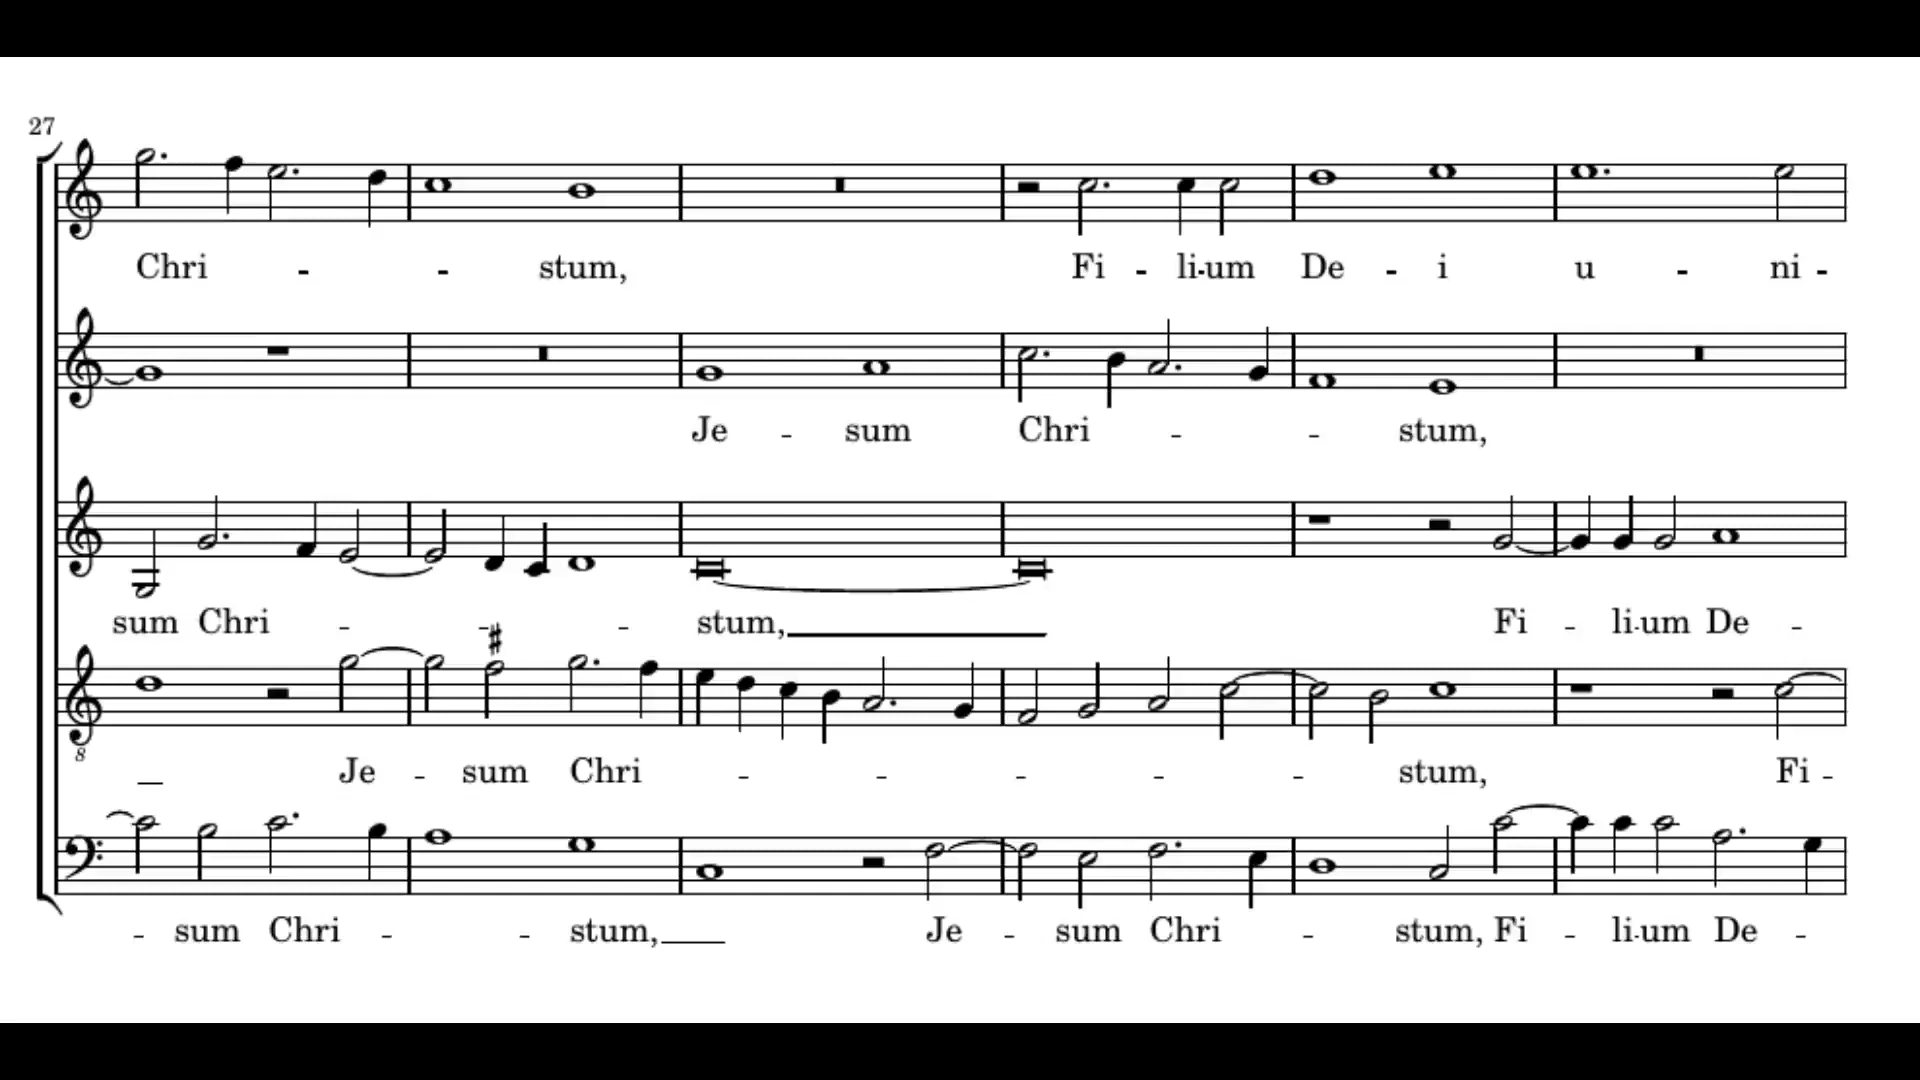 27
Chri - - stum, Fi - li-um De - i u - ni -
Je - sum Chri - - stum,
sum Chri - - - stum, Fi - li-um De -
8
Je - sum Chri - - - - - stum, Fi -
- sum Chri - - stum, Je - sum Chri - stum, Fi - li-um De -